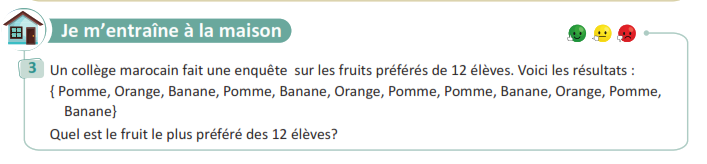 Je m'entraîne à la maison
3 Un collège marocain fait une enquête sur les fruits préférés de 12 élèves. Voici les résultats :
{ Pomme, Orange, Banane, Pomme, Banane, Orange, Pomme, Pomme, Banane, Orange, Pomme,
Banane}
Quel est le fruit le plus préféré des 12 élèves?